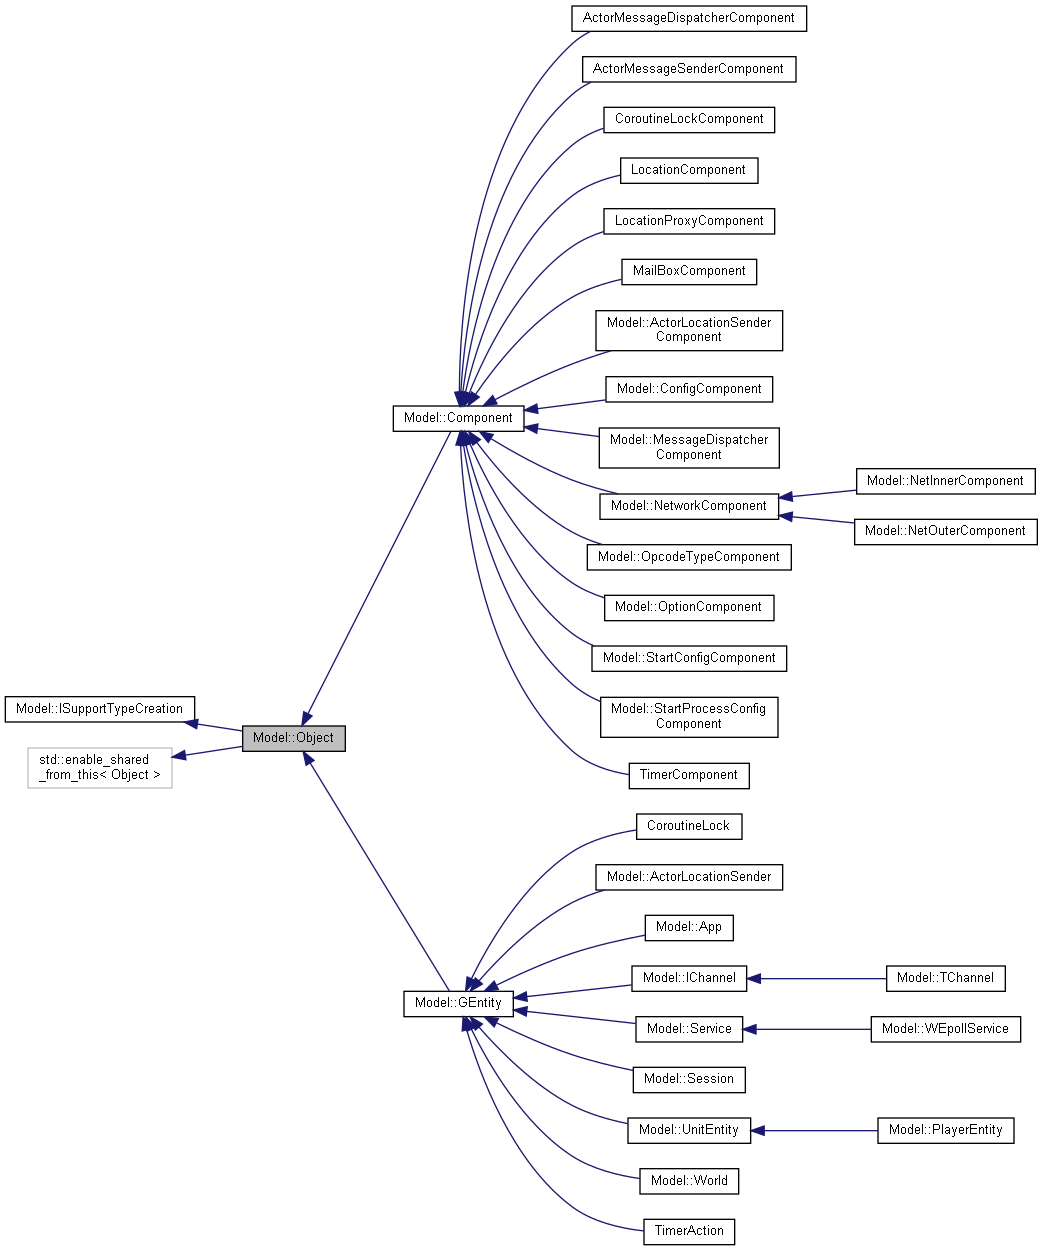 ActorMessageDispatcherComponent
ActorMessageSenderComponent
CoroutineLockComponent
LocationComponent
LocationProxyComponent
MailBoxComponent
Model::ActorLocationSender
Component
Model::ConfigComponent
Model::Component
Model::MessageDispatcher
Component
Model::NetInnerComponent
Model::NetworkComponent
Model::NetOuterComponent
Model::OpcodeTypeComponent
Model::OptionComponent
Model::StartConfigComponent
Model::ISupportTypeCreation
Model::StartProcessConfig
Component
Model::Object
std::enable_shared
_from_this< Object >
TimerComponent
CoroutineLock
Model::ActorLocationSender
Model::App
Model::IChannel
Model::TChannel
Model::GEntity
Model::Service
Model::WEpollService
Model::Session
Model::UnitEntity
Model::PlayerEntity
Model::World
TimerAction